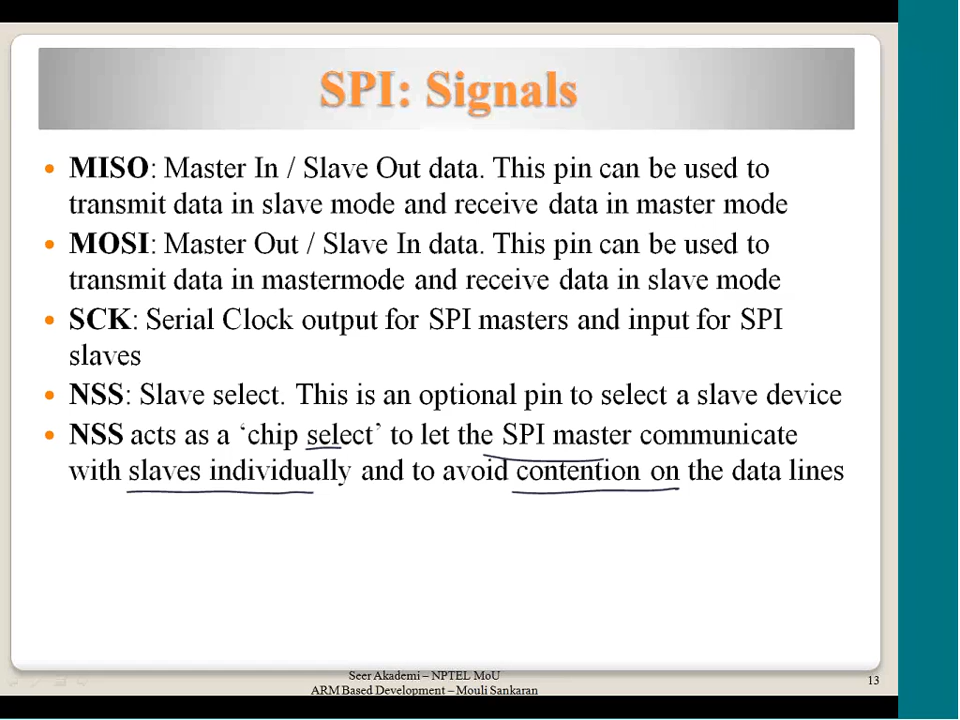 SPI: Signals
• MISO: Master In / Slave Out data. This pin can be used to
transmit data in slave mode and receive data in master mode
• MOSI: Master Out / Slave In data. This pin can be used to
transmit data in mastermode and receive data in slave mode
• SCK: Serial Clock output for SPI masters and input for SPI
slaves
• NSS: Slave select. This is an optional pin to select a slave device
• NSS acts as a ‘chip select’ to let the SPI master communicate
with slaves individually and to avoid contention on the data lines
Seer Akademi – NPTEL MoU
ARM Based Development – Mouli Sankaran
13